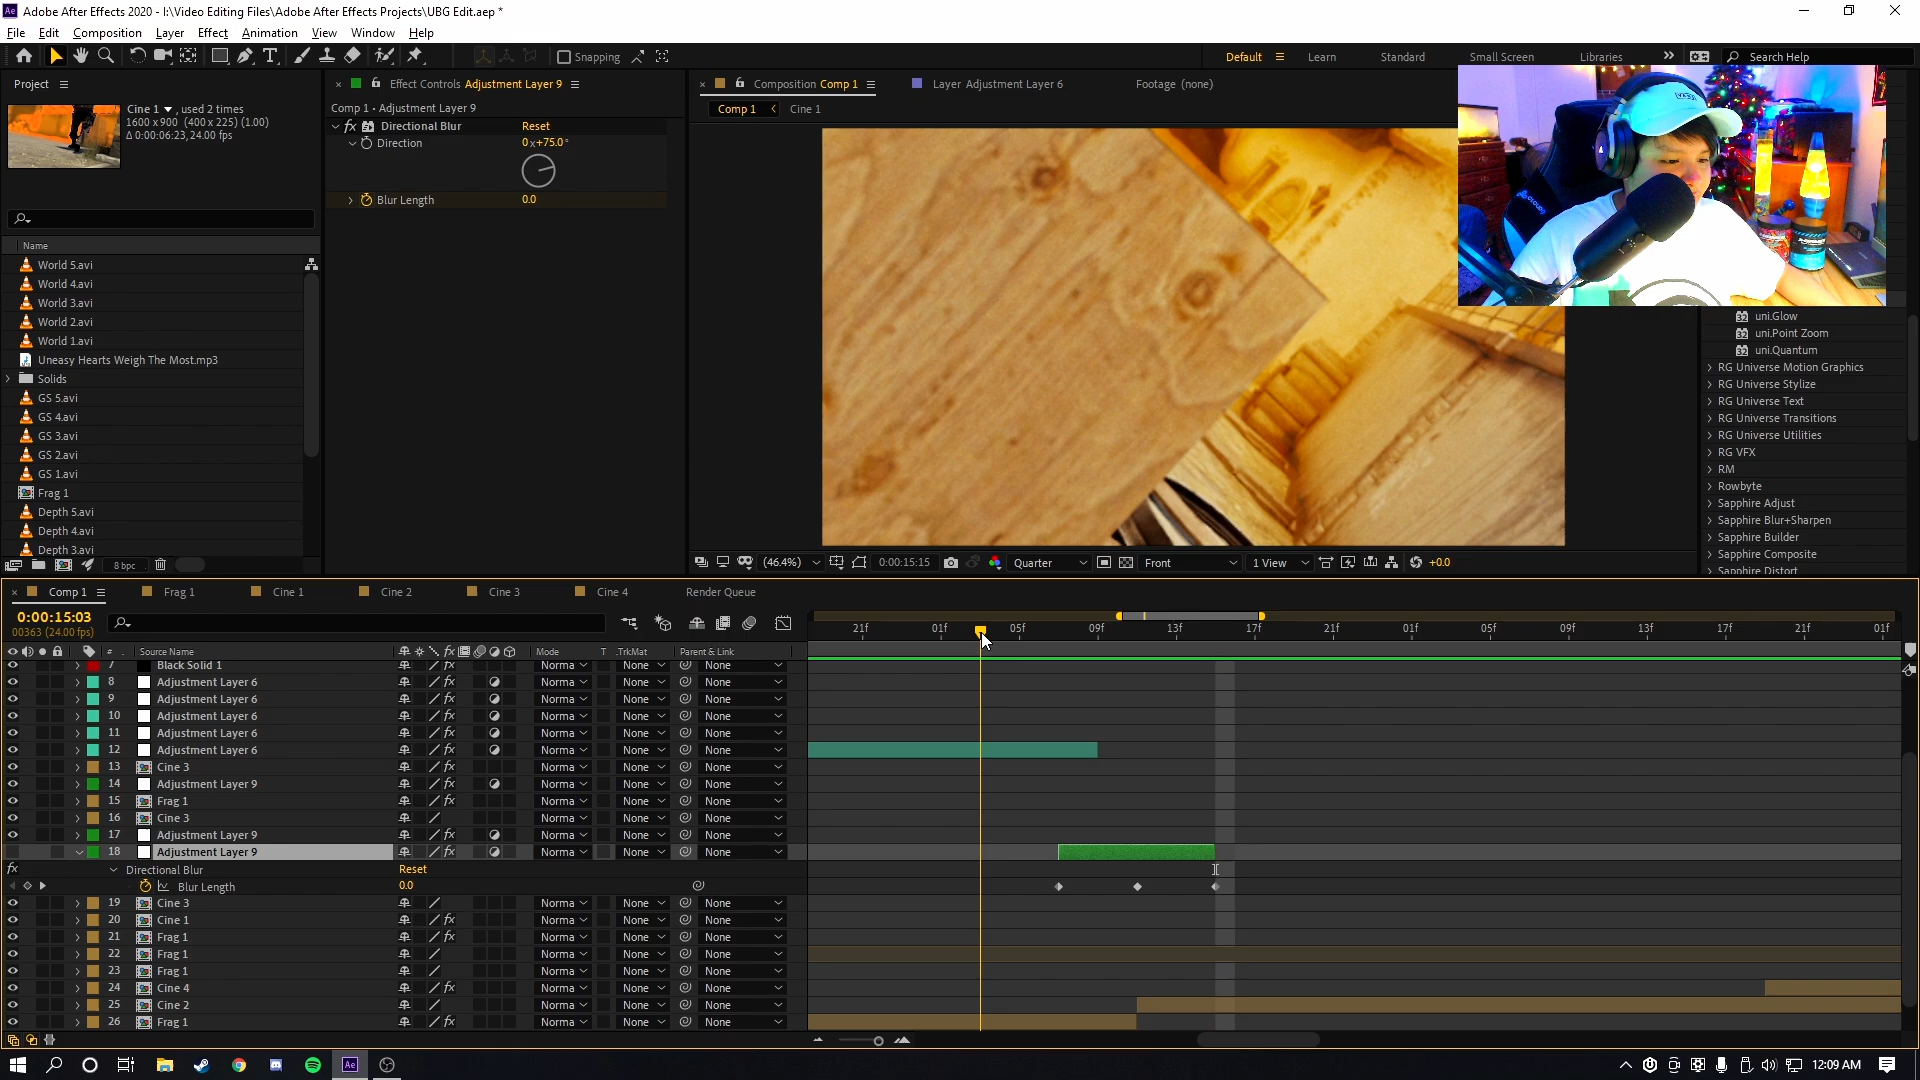 Adobe After Effects 2020 - I:\Video Editing Files\Adobe After Effects Projects\UBG Edit.aep *
File Edit Composition Layer Effect Animation View Window Help
Snapping Default Learn Standard Small Screen Libraries Search Help
Project
Cine 1 , used 2 times
1600 x 900 (400 x 225) (1.00)
Δ 0:00:06:23, 24.00 fps
Name
World 5.avi
World 4.avi
World 3.avi
World 2.avi
World 1.avi
Uneasy Hearts Weigh The Most.mp3
Solids
GS 5.avi
GS 4.avi
GS 3.avi
GS 2.avi
GS 1.avi
Frag 1
Depth 5.avi
Depth 4.avi
Depth 3.avi
8 bpc
Effect Controls Adjustment Layer 9
Comp 1 • Adjustment Layer 9
fx Directional Blur Reset
Direction 0x+75.0°
Blur Length 0.0
Composition Comp 1 Layer Adjustment Layer 6 Footage (none)
Comp 1 Cine 1
(46.4%) 0:00:15:15 Quarter Front 1 View +0.0
uni.Glow
uni.Point Zoom
uni.Quantum
RG Universe Motion Graphics
RG Universe Stylize
RG Universe Text
RG Universe Transitions
RG Universe Utilities
RG VFX
RM
Rowbyte
Sapphire Adjust
Sapphire Blur+Sharpen
Sapphire Builder
Sapphire Composite
Sapphire Distort
Comp 1 Frag 1 Cine 1 Cine 2 Cine 3 Cine 4 Render Queue
0:00:15:03
00363 (24.00 fps)
21f 01f 05f 09f 13f 17f 21f 01f 05f 09f 13f 17f 21f 01f
# Source Name Mode T .TrkMat Parent & Link
7 Black Solid 1 Norma None None
8 Adjustment Layer 6 Norma None None
9 Adjustment Layer 6 Norma None None
10 Adjustment Layer 6 Norma None None
11 Adjustment Layer 6 Norma None None
12 Adjustment Layer 6 Norma None None
13 Cine 3 Norma None None
14 Adjustment Layer 9 Norma None None
15 Frag 1 Norma None None
16 Cine 3 Norma None None
17 Adjustment Layer 9 Norma None None
18 Adjustment Layer 9 Norma None None
fx Directional Blur Reset
Blur Length 0.0
19 Cine 3 Norma None None
20 Cine 1 Norma None None
21 Frag 1 Norma None None
22 Frag 1 Norma None None
23 Frag 1 Norma None None
24 Cine 4 Norma None None
25 Cine 2 Norma None None
26 Frag 1 Norma None None
12:09 AM